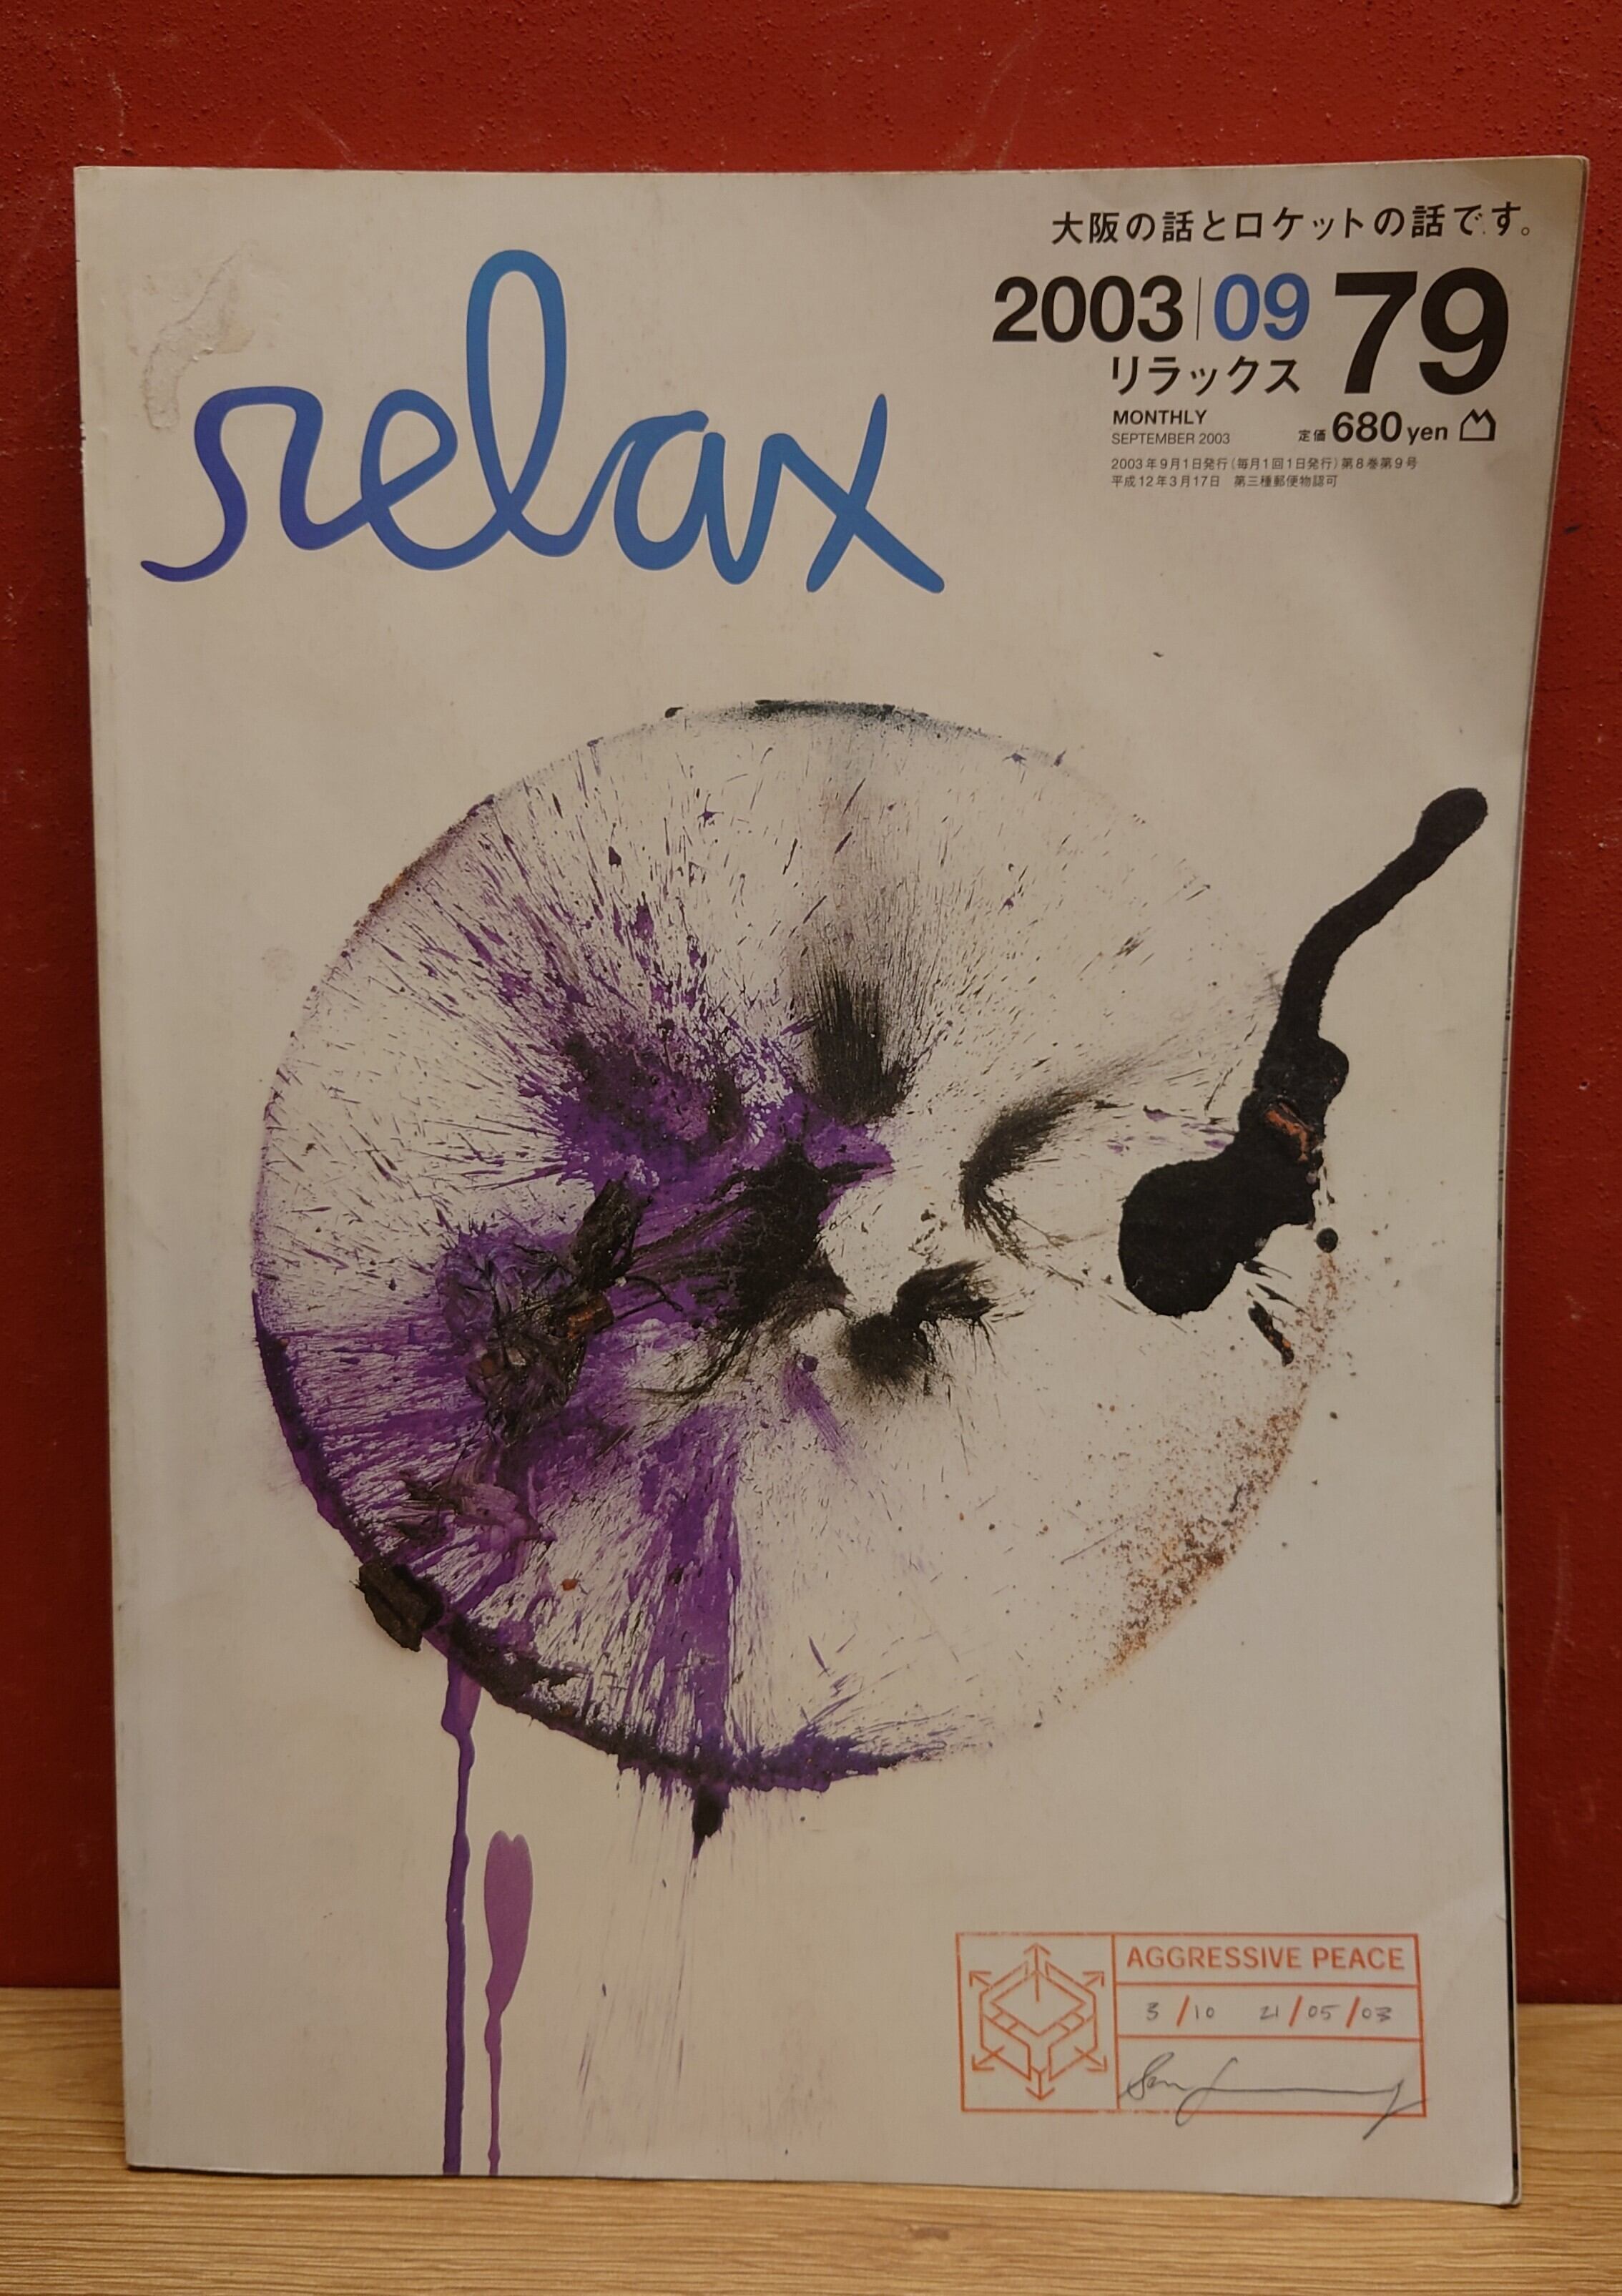 大阪の話とロケットの話です。
relax
2003|09 79
リラックス
MONTHLY
SEPTEMBER 2003
定価680yen
2003年9月1日発行（毎月1回1日発行）第8巻第9号
平成12年3月17日 第三種郵便物認可
AGGRESSIVE PEACE
3/10 21/05/03